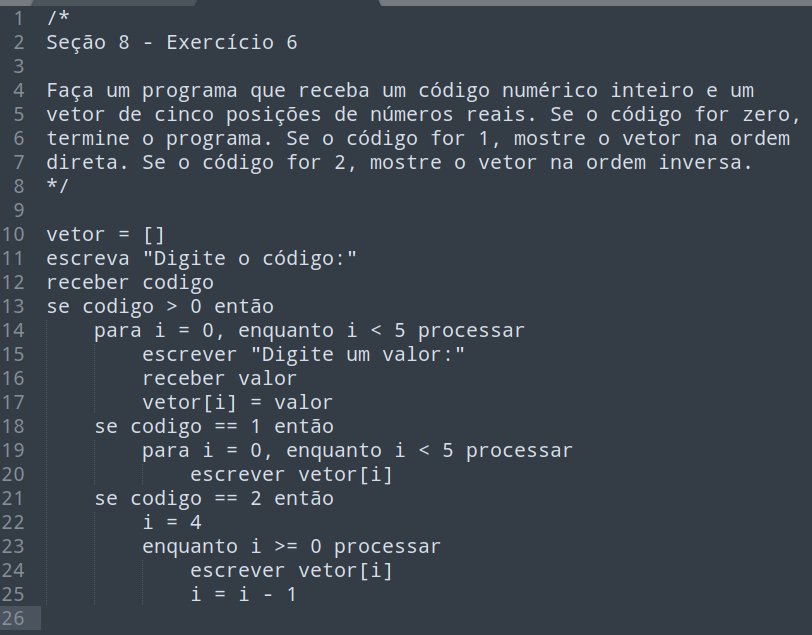 1 /*
2 Seção 8 - Exercício 6
3
4 Faça um programa que receba um código numérico inteiro e um
5 vetor de cinco posições de números reais. Se o código for zero,
6 termine o programa. Se o código for 1, mostre o vetor na ordem
7 direta. Se o código for 2, mostre o vetor na ordem inversa.
8 */
9
10 vetor = []
11 escreva "Digite o código:"
12 receber codigo
13 se codigo > 0 então
14     para i = 0, enquanto i < 5 processar
15         escrever "Digite um valor:"
16         receber valor
17         vetor[i] = valor
18     se codigo == 1 então
19         para i = 0, enquanto i < 5 processar
20             escrever vetor[i]
21     se codigo == 2 então
22         i = 4
23         enquanto i >= 0 processar
24             escrever vetor[i]
25             i = i - 1
26